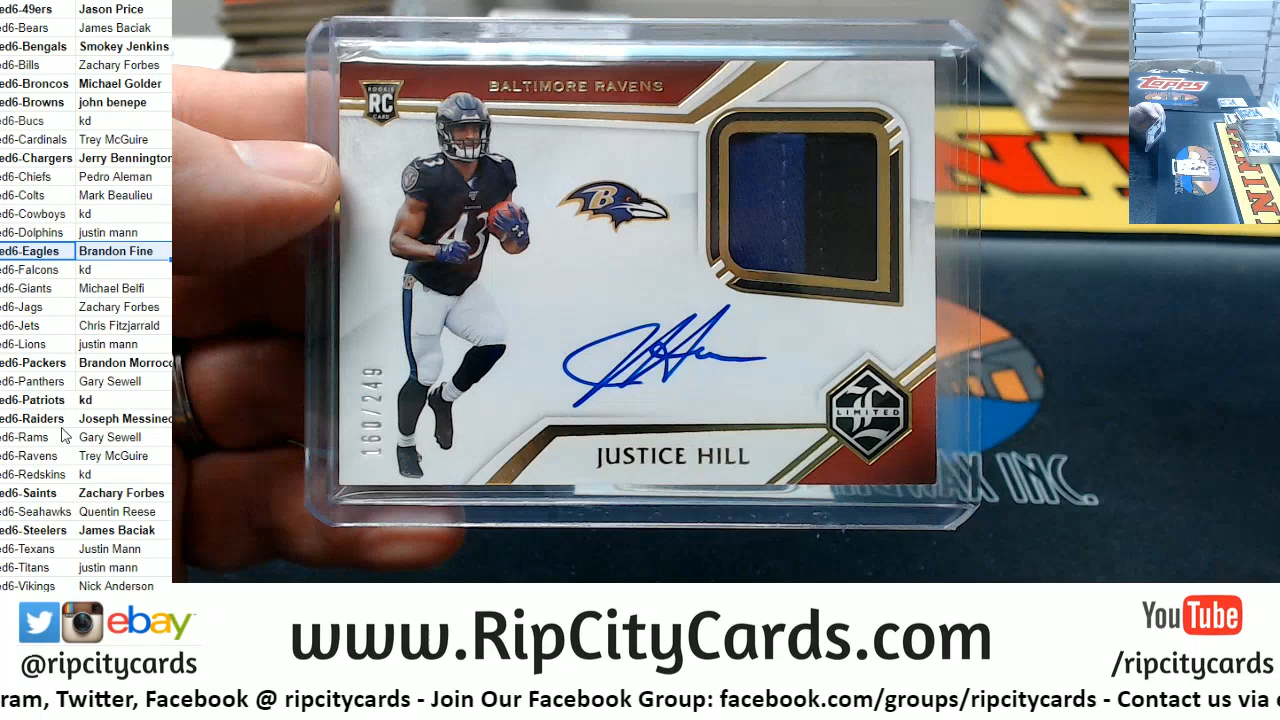 ed6-49ers Jason Price
ed6-Bears James Baciak
ed6-Bengals Smokey Jenkins
ed6-Bills Zachary Forbes
ed6-Broncos Michael Golder
ed6-Browns john benepe
ed6-Bucs kd
ed6-Cardinals Trey McGuire
ed6-Chargers Jerry Bennington
ed6-Chiefs Pedro Aleman
ed6-Colts Mark Beaulieu
ed6-Cowboys kd
ed6-Dolphins justin mann
ed6-Eagles Brandon Fine
ed6-Falcons kd
ed6-Giants Michael Belfi
ed6-Jags Zachary Forbes
ed6-Jets Chris Fitzjarrald
ed6-Lions justin mann
ed6-Packers Brandon Morroco
ed6-Panthers Gary Sewell
ed6-Patriots kd
ed6-Raiders Joseph Messineo
ed6-Rams Gary Sewell
ed6-Ravens Trey McGuire
ed6-Redskins kd
ed6-Saints Zachary Forbes
ed6-Seahawks Quentin Reese
ed6-Steelers James Baciak
ed6-Texans Justin Mann
ed6-Titans justin mann
ed6-Vikings Nick Anderson
ROOKIE
RC
CARD
BALTIMORE RAVENS
43
B
160/249
LIMITED
JUSTICE HILL
Topps
INC.
ebay
@ripcitycards
www.RipCityCards.com
YouTube
/ripcitycards
ram, Twitter, Facebook @ ripcitycards - Join Our Facebook Group: facebook.com/groups/ripcitycards - Contact us via